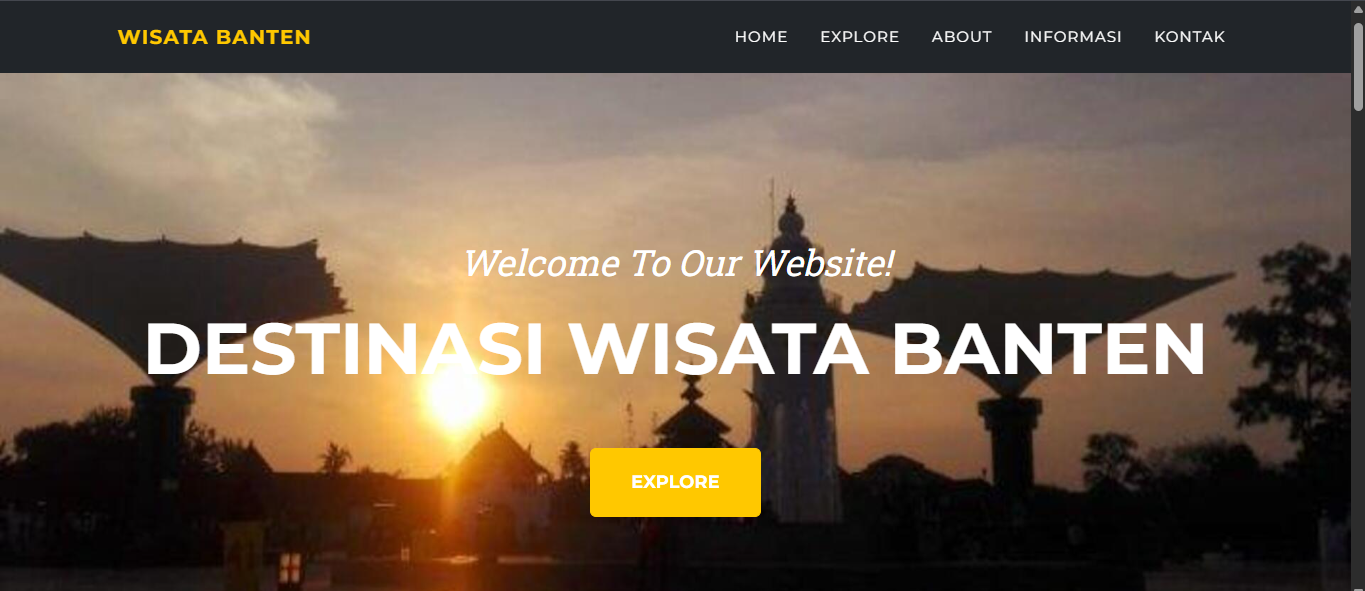 WISATA BANTEN
HOME EXPLORE ABOUT INFORMASI KONTAK
Welcome To Our Website!
DESTINASI WISATA BANTEN
EXPLORE